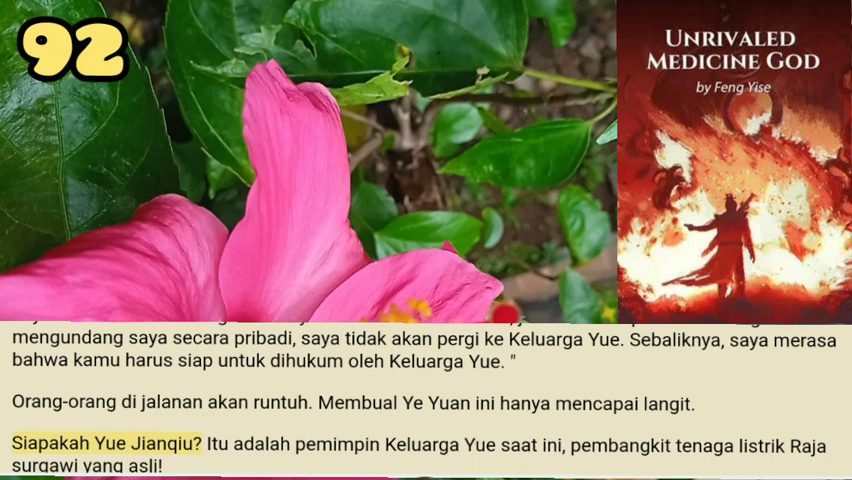 92
UNRIVALED
MEDICINE GOD
by Feng Yise
mengundang saya secara pribadi, saya tidak akan pergi ke Keluarga Yue. Sebaliknya, saya merasa
bahwa kamu harus siap untuk dihukum oleh Keluarga Yue. "
Orang-orang di jalanan akan runtuh. Membual Ye Yuan ini hanya mencapai langit.
Siapakah Yue Jianqiu? Itu adalah pemimpin Keluarga Yue saat ini, pembangkit tenaga listrik Raja
surgawi yang asli!